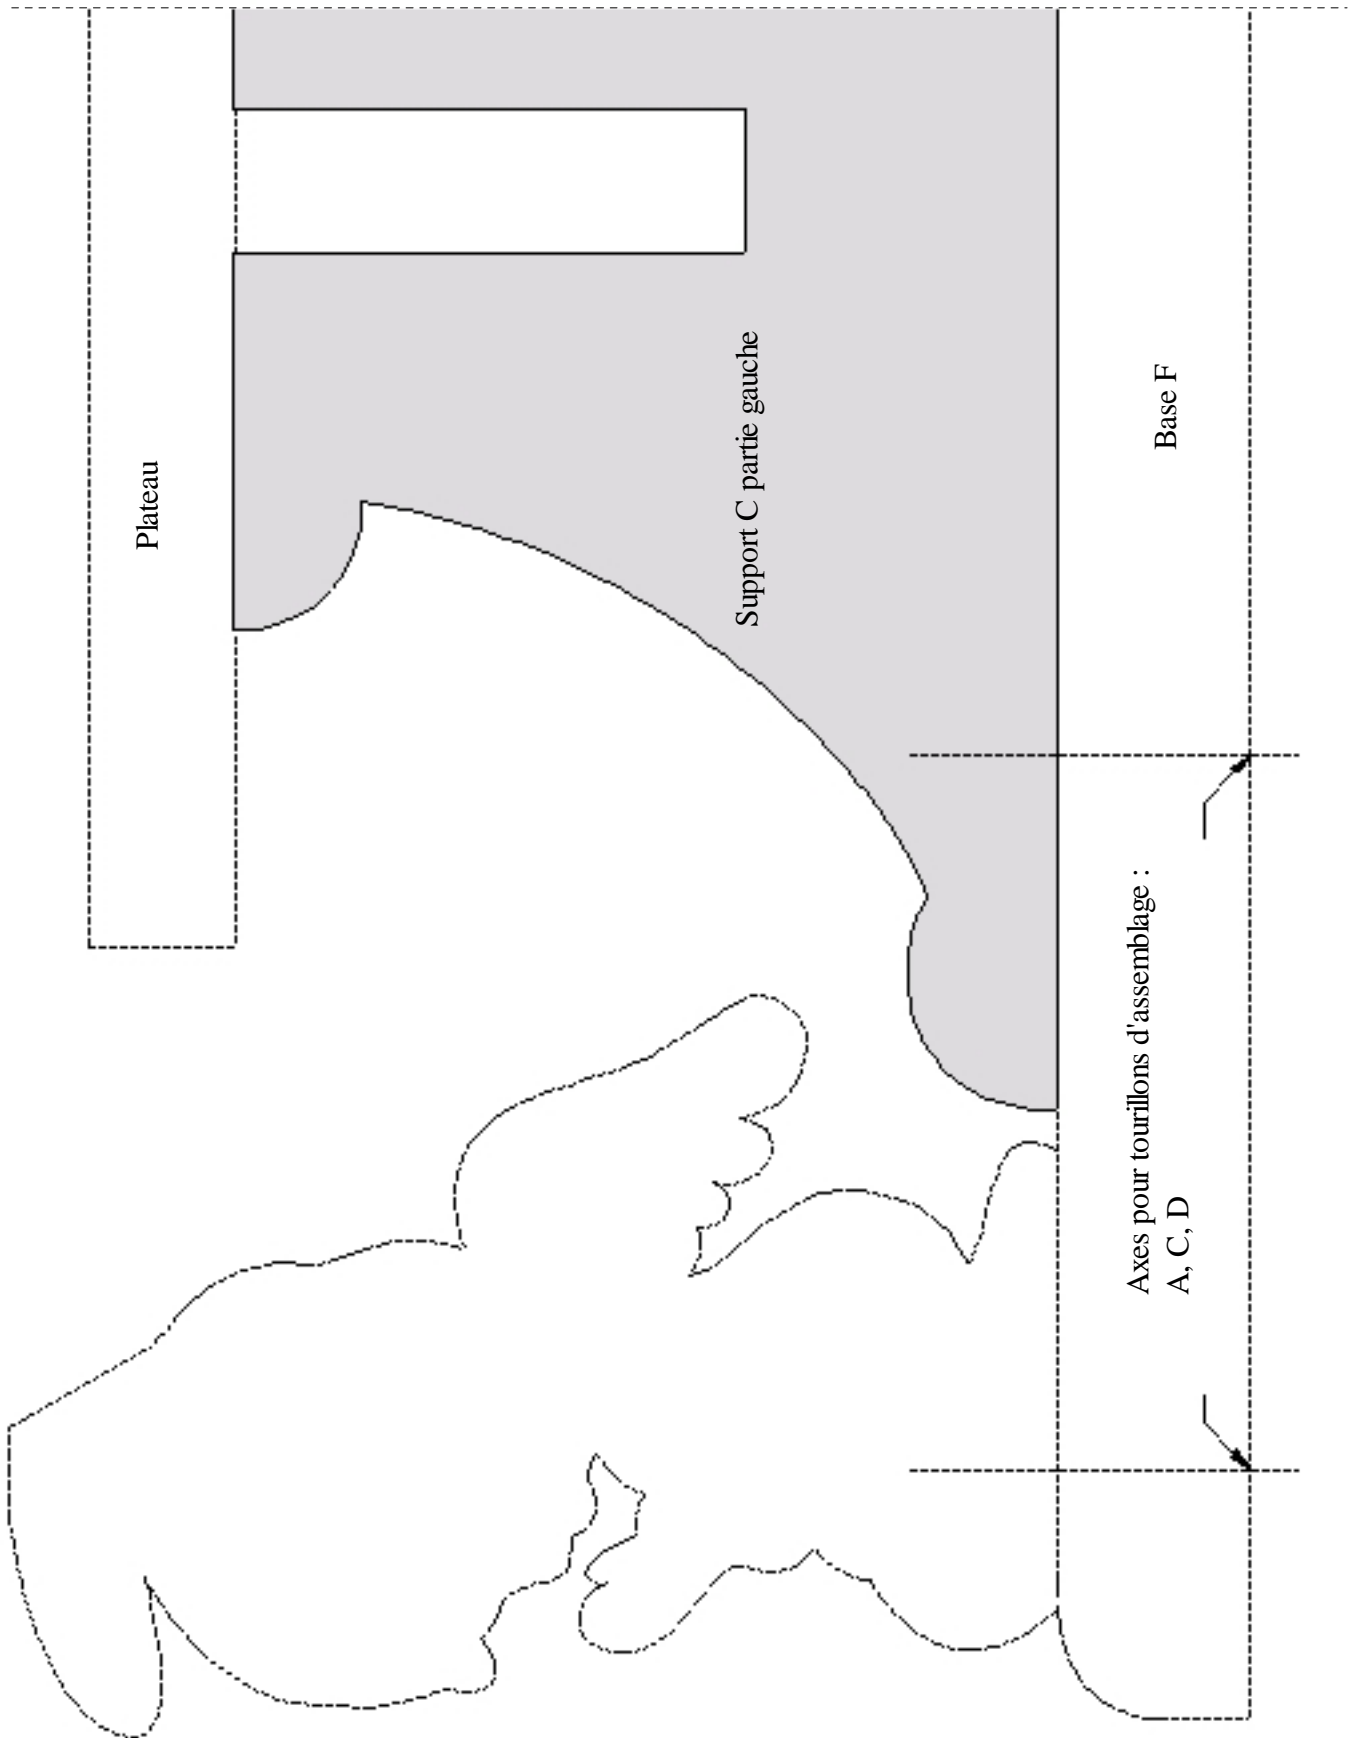 Plateau
Support C partie gauche
Base F
Axes pour tourillons d'assemblage :
A, C, D